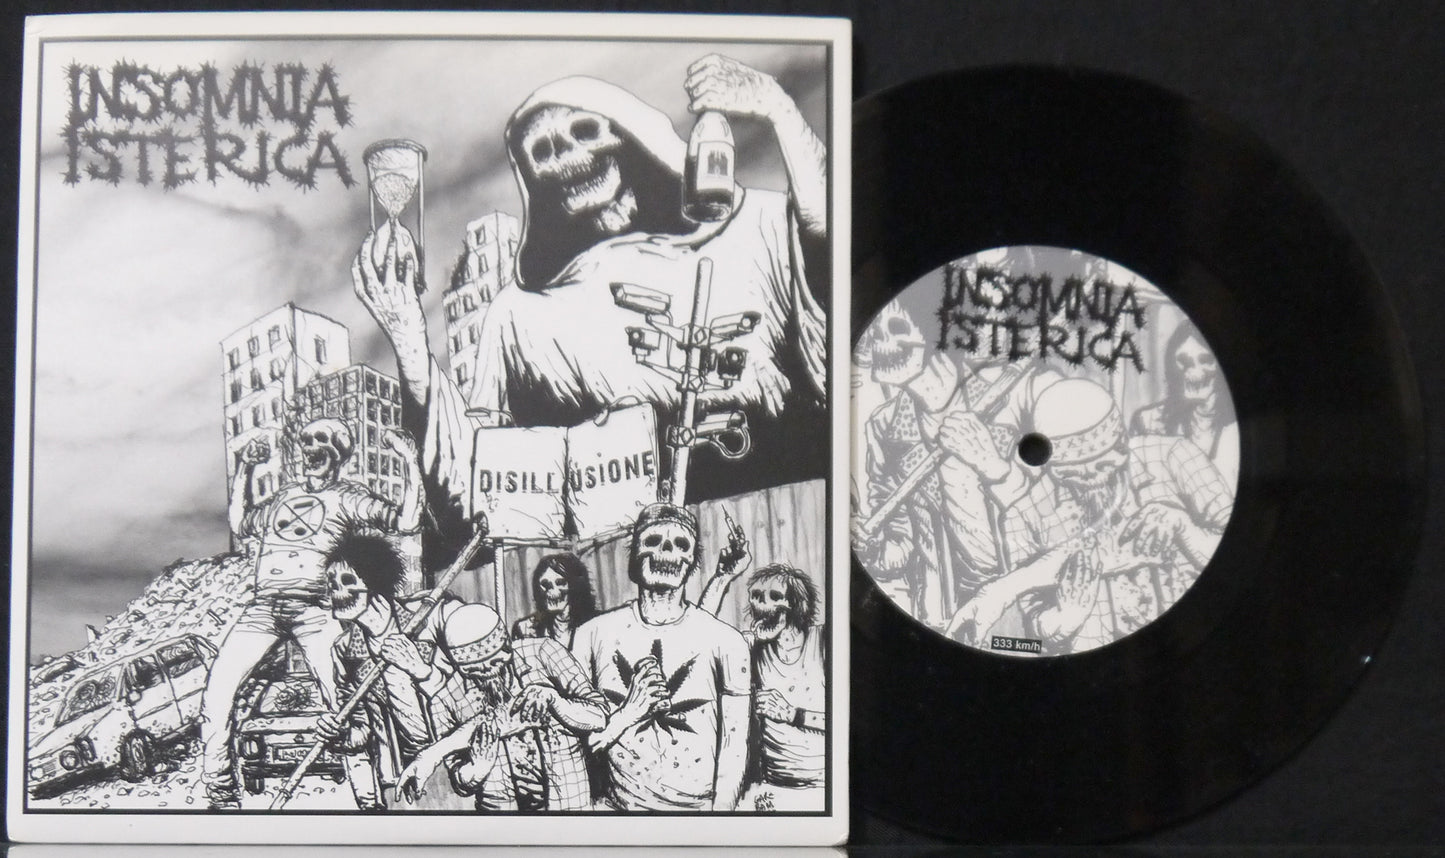 INSOMNIA
ISTERICA
DISILLUSIONE
INSOMNIA
ISTERICA
333 km/h